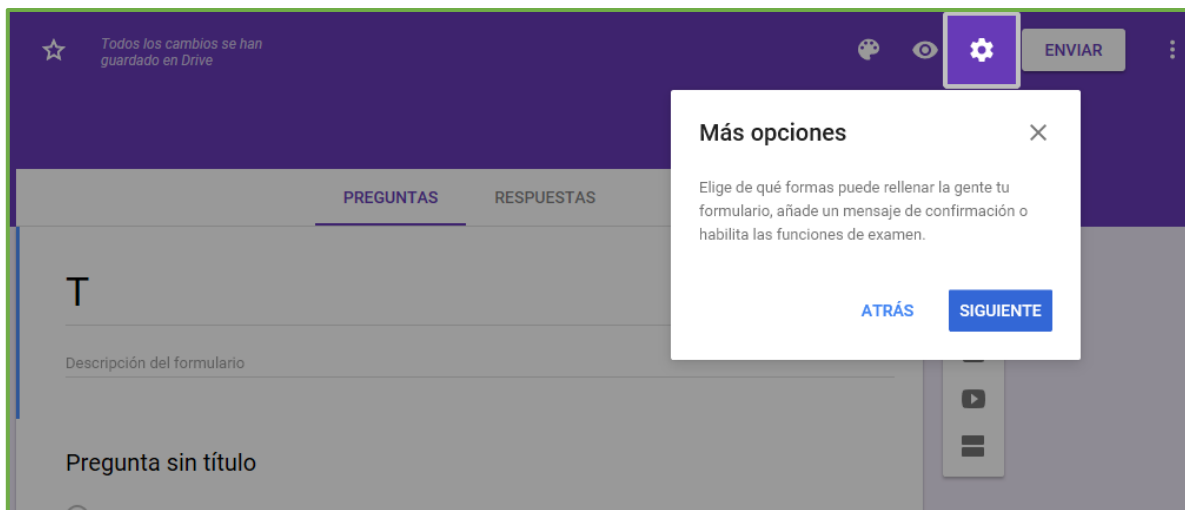 Todos los cambios se han
guardado en Drive
ENVIAR
Más opciones
Elige de qué formas puede rellenar la gente tu
formulario, añade un mensaje de confirmación o
habilita las funciones de examen.
ATRÁS
SIGUIENTE
PREGUNTAS
RESPUESTAS
T
Descripción del formulario
Pregunta sin título